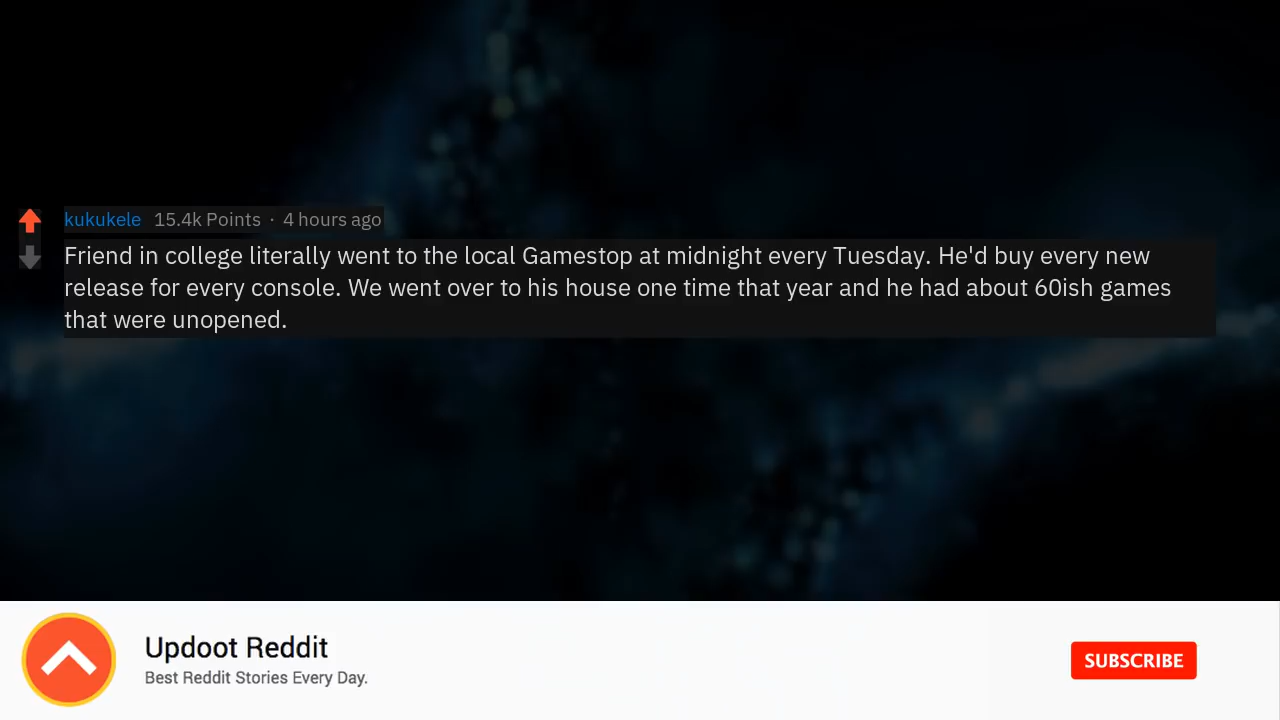 kukukele 15.4k Points · 4 hours ago
Friend in college literally went to the local Gamestop at midnight every Tuesday. He'd buy every new
release for every console. We went over to his house one time that year and he had about 60ish games
that were unopened.
Updoot Reddit
Best Reddit Stories Every Day.
SUBSCRIBE